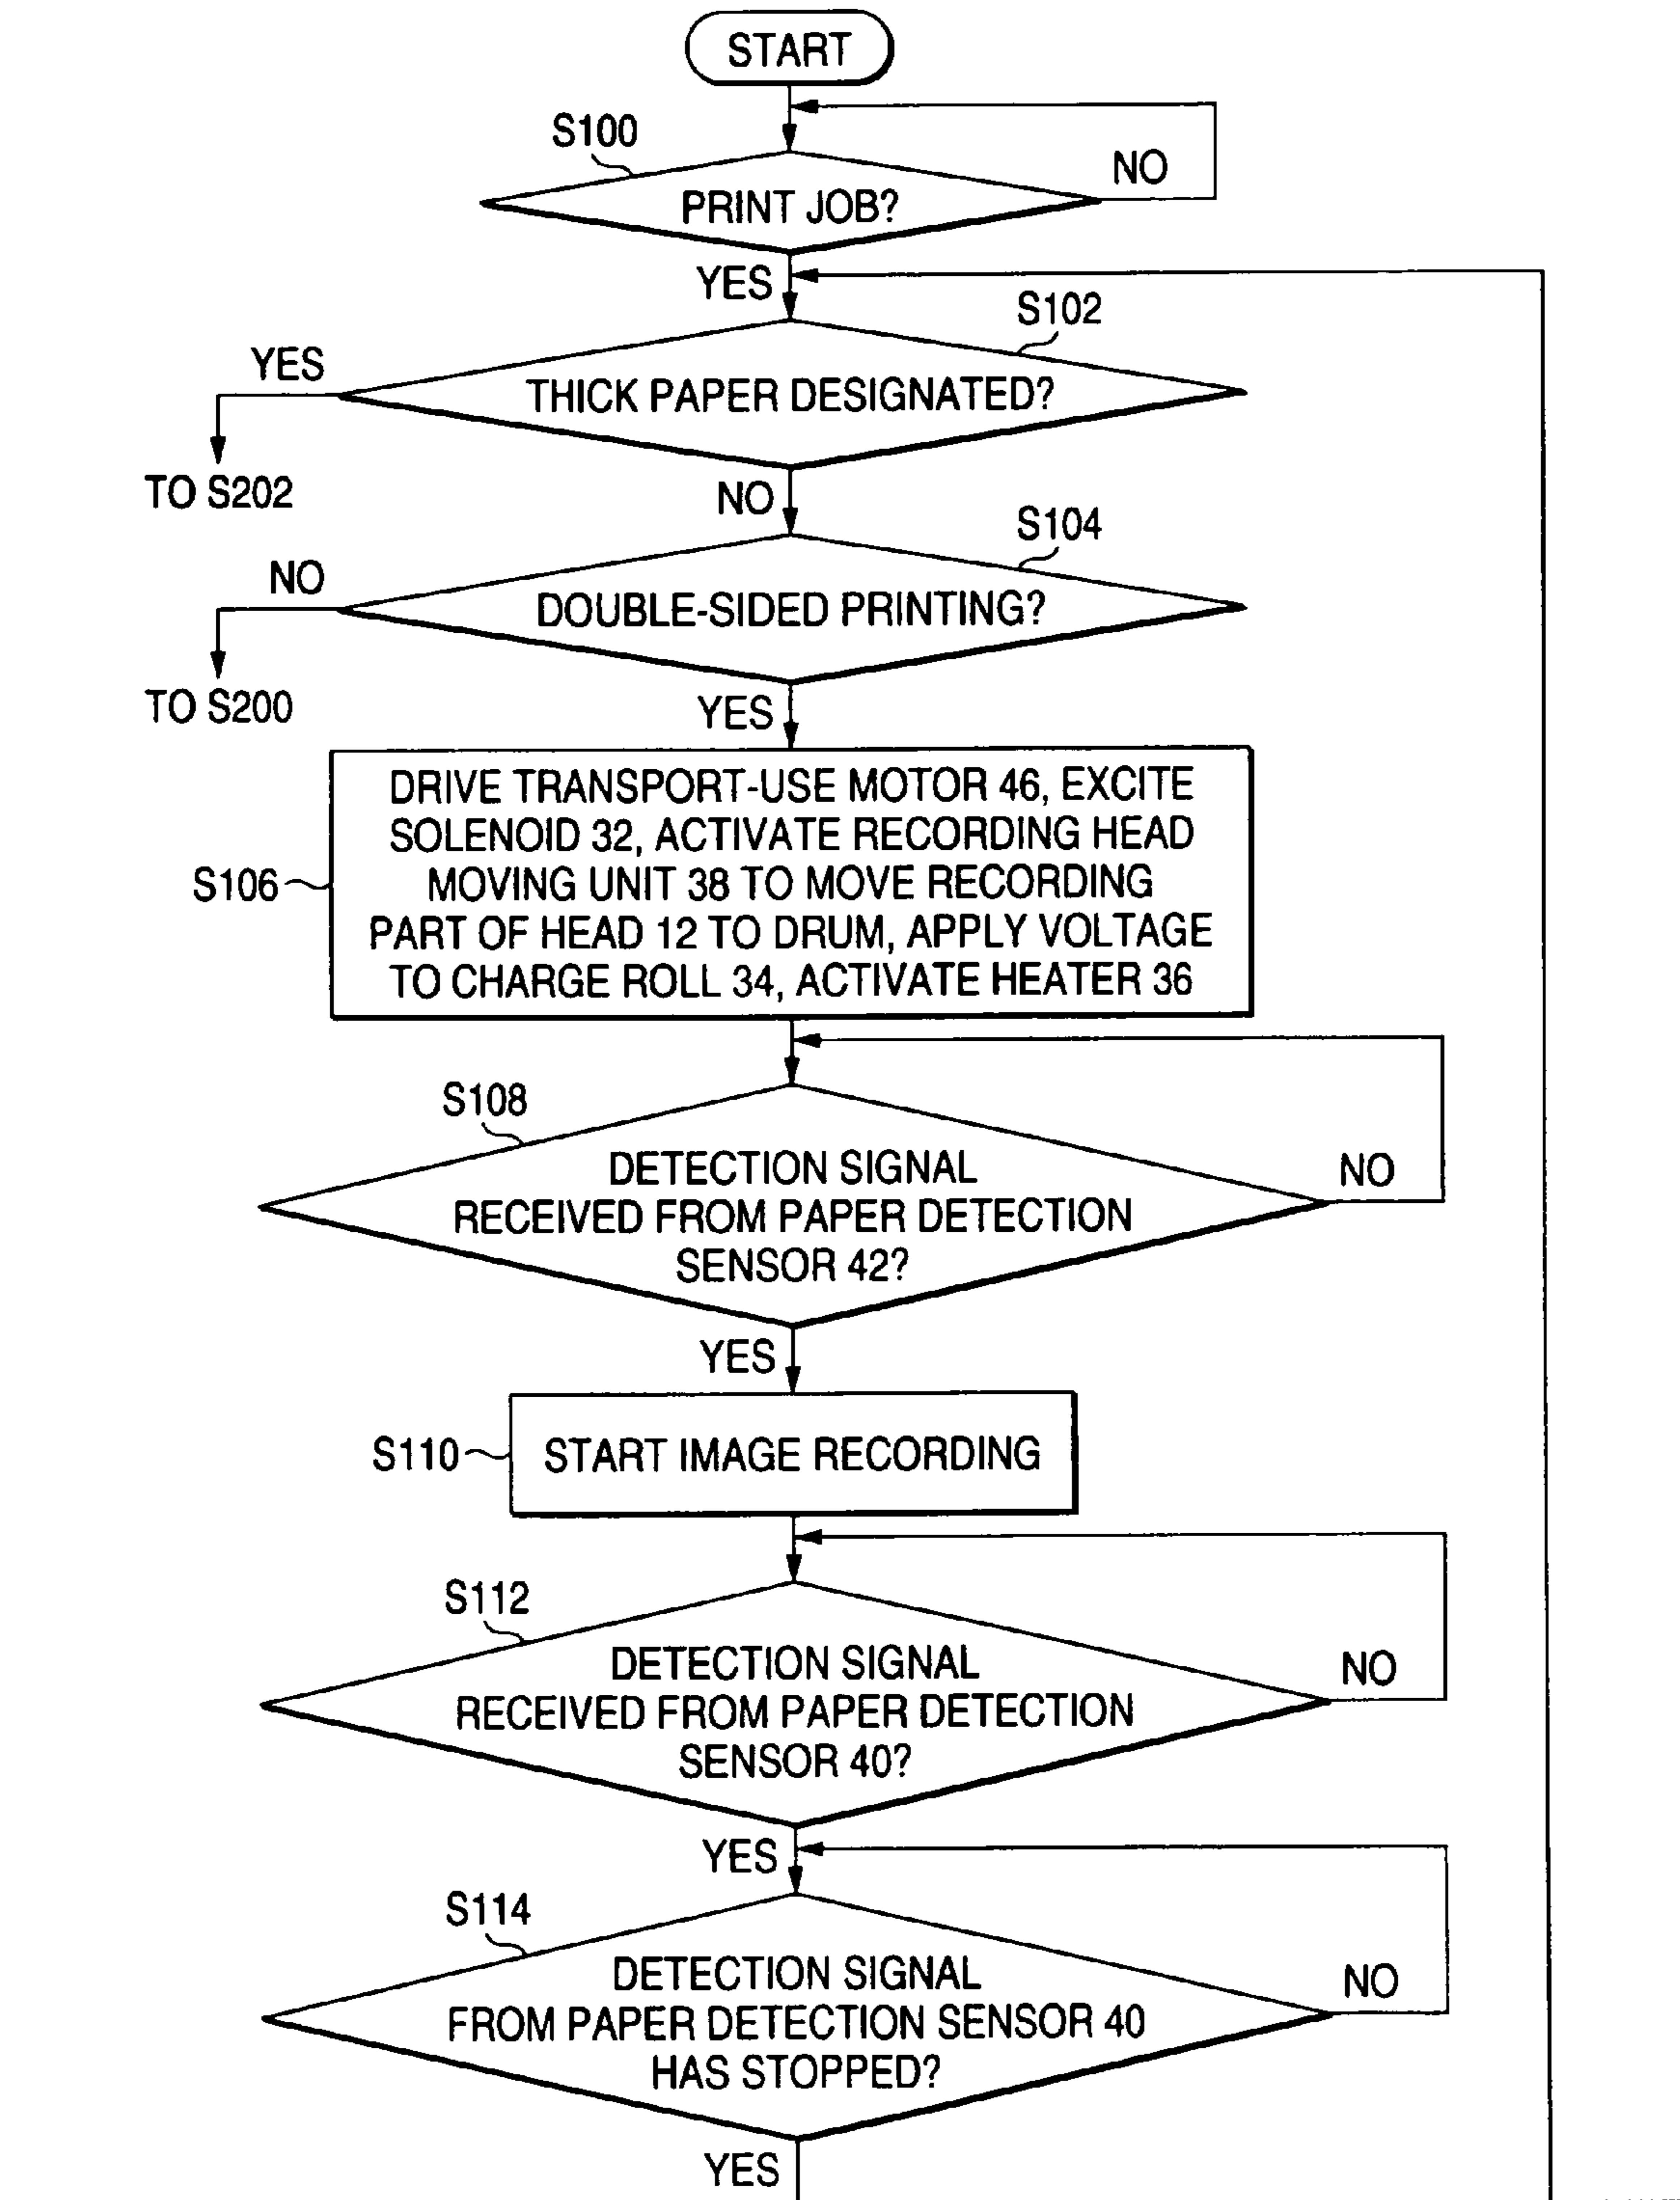 START
S100
NO
PRINT JOB?
YES
S102
YES
THICK PAPER DESIGNATED?
TO S202
NO
S104
NO
DOUBLE-SIDED PRINTING?
TO S200
YES
DRIVE TRANSPORT-USE MOTOR 46, EXCITE
SOLENOID 32, ACTIVATE RECORDING HEAD
S106
MOVING UNIT 38 TO MOVE RECORDING
PART OF HEAD 12 TO DRUM, APPLY VOLTAGE
TO CHARGE ROLL 34, ACTIVATE HEATER 36
S108
DETECTION SIGNAL
NO
RECEIVED FROM PAPER DETECTION
SENSOR 42?
YES
S110
START IMAGE RECORDING
S112
DETECTION SIGNAL
NO
RECEIVED FROM PAPER DETECTION
SENSOR 40?
YES
S114
DETECTION SIGNAL
NO
FROM PAPER DETECTION SENSOR 40
HAS STOPPED?
YES